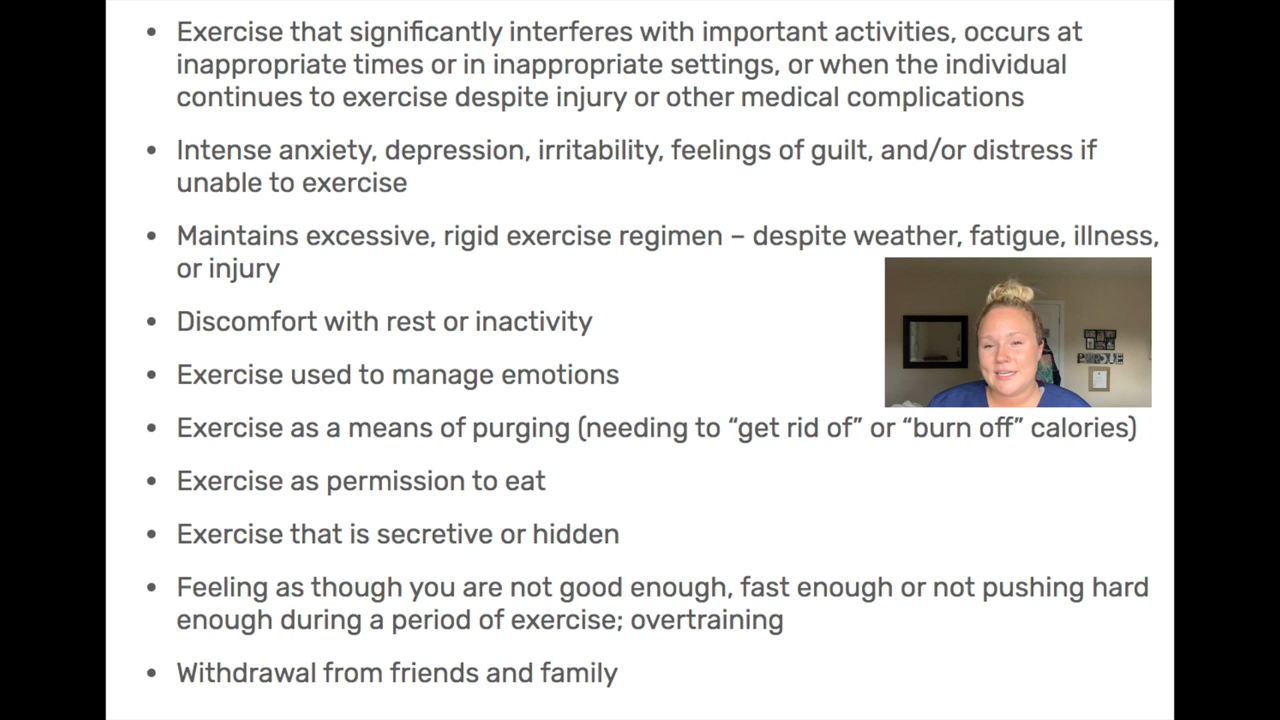 • Exercise that significantly interferes with important activities, occurs at
inappropriate times or in inappropriate settings, or when the individual
continues to exercise despite injury or other medical complications
• Intense anxiety, depression, irritability, feelings of guilt, and/or distress if
unable to exercise
• Maintains excessive, rigid exercise regimen – despite weather, fatigue, illness,
or injury
• Discomfort with rest or inactivity
• Exercise used to manage emotions
PURDUE
• Exercise as a means of purging (needing to “get rid of” or “burn off” calories)
• Exercise as permission to eat
• Exercise that is secretive or hidden
• Feeling as though you are not good enough, fast enough or not pushing hard
enough during a period of exercise; overtraining
• Withdrawal from friends and family